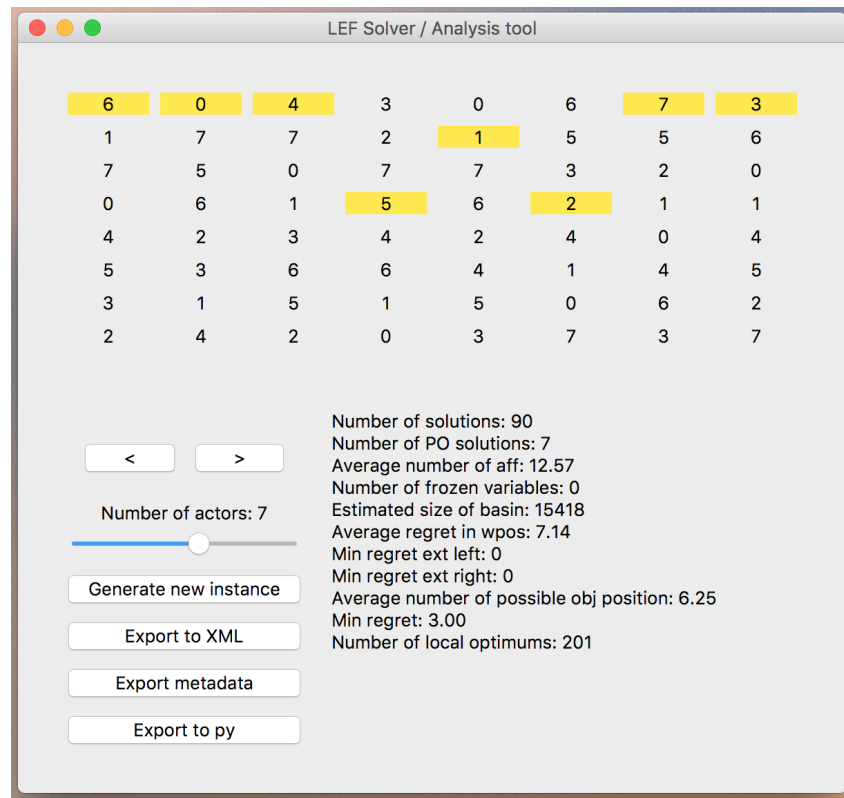 LEF Solver / Analysis tool
6 0 4 3 0 6 7 3
1 7 7 2 1 5 5 6
7 5 0 7 7 3 2 0
0 6 1 5 6 2 1 1
4 2 3 4 2 4 0 4
5 3 6 6 4 1 4 5
3 1 5 1 5 0 6 2
2 4 2 0 3 7 3 7
< >
Number of actors: 7
Generate new instance
Export to XML
Export metadata
Export to py
Number of solutions: 90
Number of PO solutions: 7
Average number of aff: 12.57
Number of frozen variables: 0
Estimated size of basin: 15418
Average regret in wpos: 7.14
Min regret ext left: 0
Min regret ext right: 0
Average number of possible obj position: 6.25
Min regret: 3.00
Number of local optimums: 201